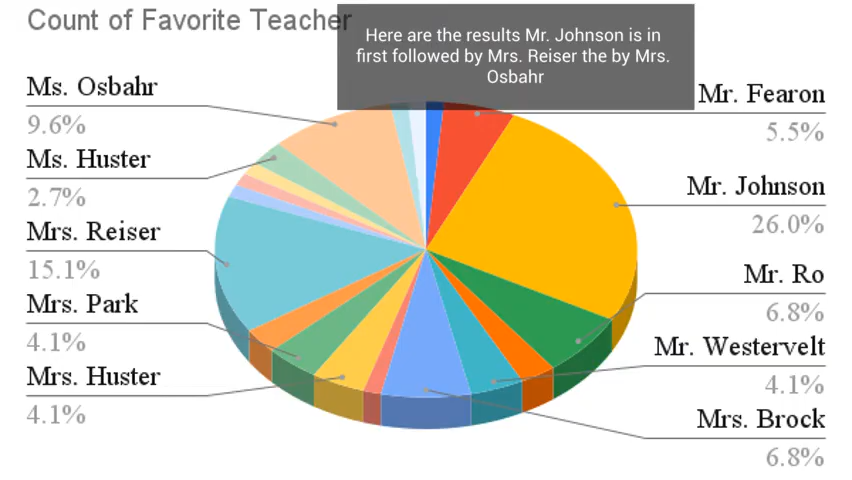 Count of Favorite Teacher
Here are the results Mr. Johnson is in
first followed by Mrs. Reiser the by Mrs.
Osbahr
Ms. Osbahr
9.6%
Ms. Huster
2.7%
Mrs. Reiser
15.1%
Mrs. Park
4.1%
Mrs. Huster
4.1%
Mr. Fearon
5.5%
Mr. Johnson
26.0%
Mr. Ro
6.8%
Mr. Westervelt
4.1%
Mrs. Brock
6.8%